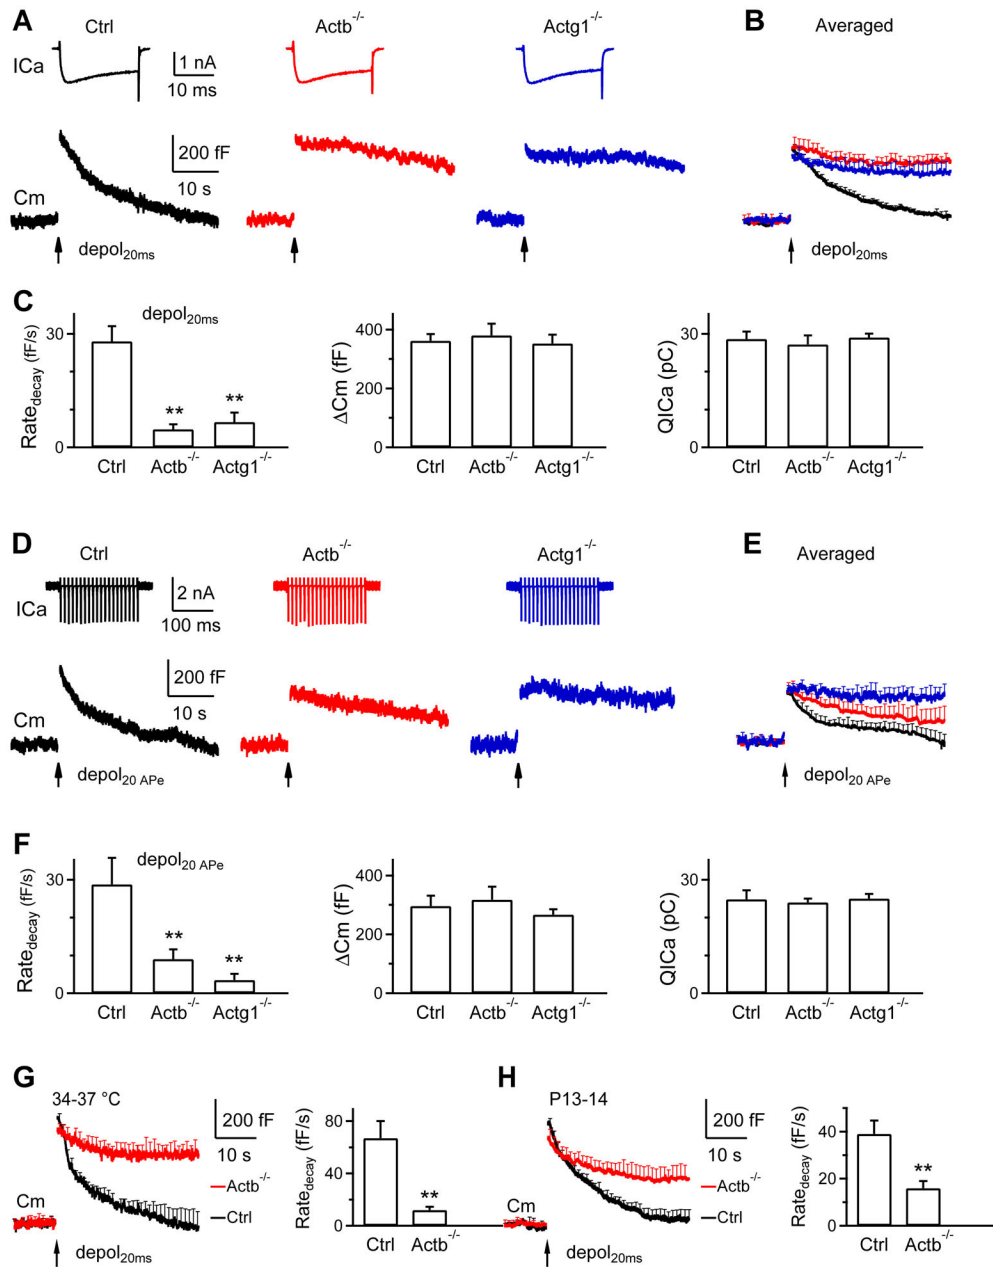 A
Ctrl
Actb-/-
Actg1-/-
B
Averaged
ICa
1 nA
10 ms
200 fF
10 s
Cm
depol20ms
depol20ms
C
depol20ms
Ratedecay (fF/s)
30
0
**
**
Ctrl
Actb-/-
Actg1-/-
ΔCm (fF)
400
200
0
Ctrl
Actb-/-
Actg1-/-
QICa (pC)
30
0
Ctrl
Actb-/-
Actg1-/-
D
Ctrl
Actb-/-
Actg1-/-
E
Averaged
ICa
2 nA
100 ms
200 fF
10 s
Cm
depol20 APe
depol20 APe
F
depol20 APe
Ratedecay (fF/s)
30
0
**
**
Ctrl
Actb-/-
Actg1-/-
ΔCm (fF)
400
200
0
Ctrl
Actb-/-
Actg1-/-
QICa (pC)
30
0
Ctrl
Actb-/-
Actg1-/-
G
34-37 °C
200 fF
10 s
Actb-/-
Ctrl
Cm
depol20ms
Ratedecay (fF/s)
80
40
0
**
Ctrl
Actb-/-
H
P13-14
200 fF
10 s
Actb-/-
Ctrl
Cm
depol20ms
Ratedecay (fF/s)
40
20
0
**
Ctrl
Actb-/-